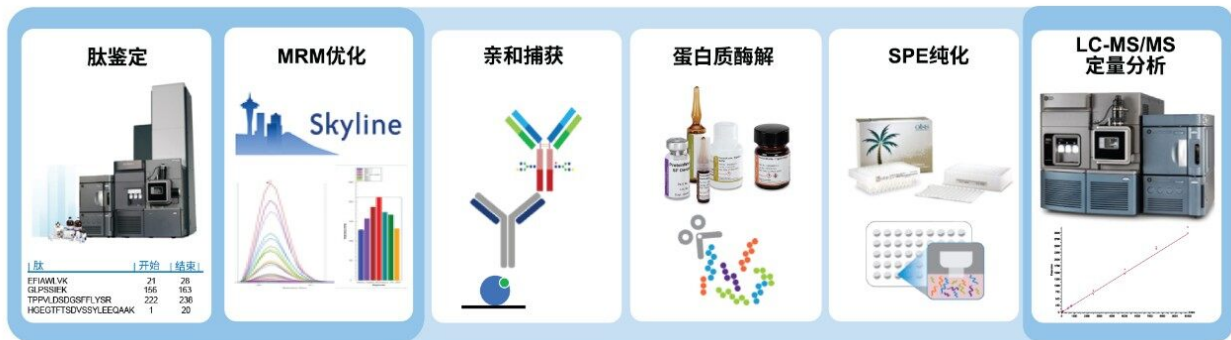 肽鉴定
肽 | 开始 | 结束
EFIAWLVK 21 28
GLPSSIEK 156 163
TPPVLDSDGSFFLYSR 222 238
HGEGTFTSDVSSYLEEQAAK 1 20
MRM优化
Skyline
亲和捕获
蛋白质酶解
SPE纯化
OASIS
LC-MS/MS
定量分析